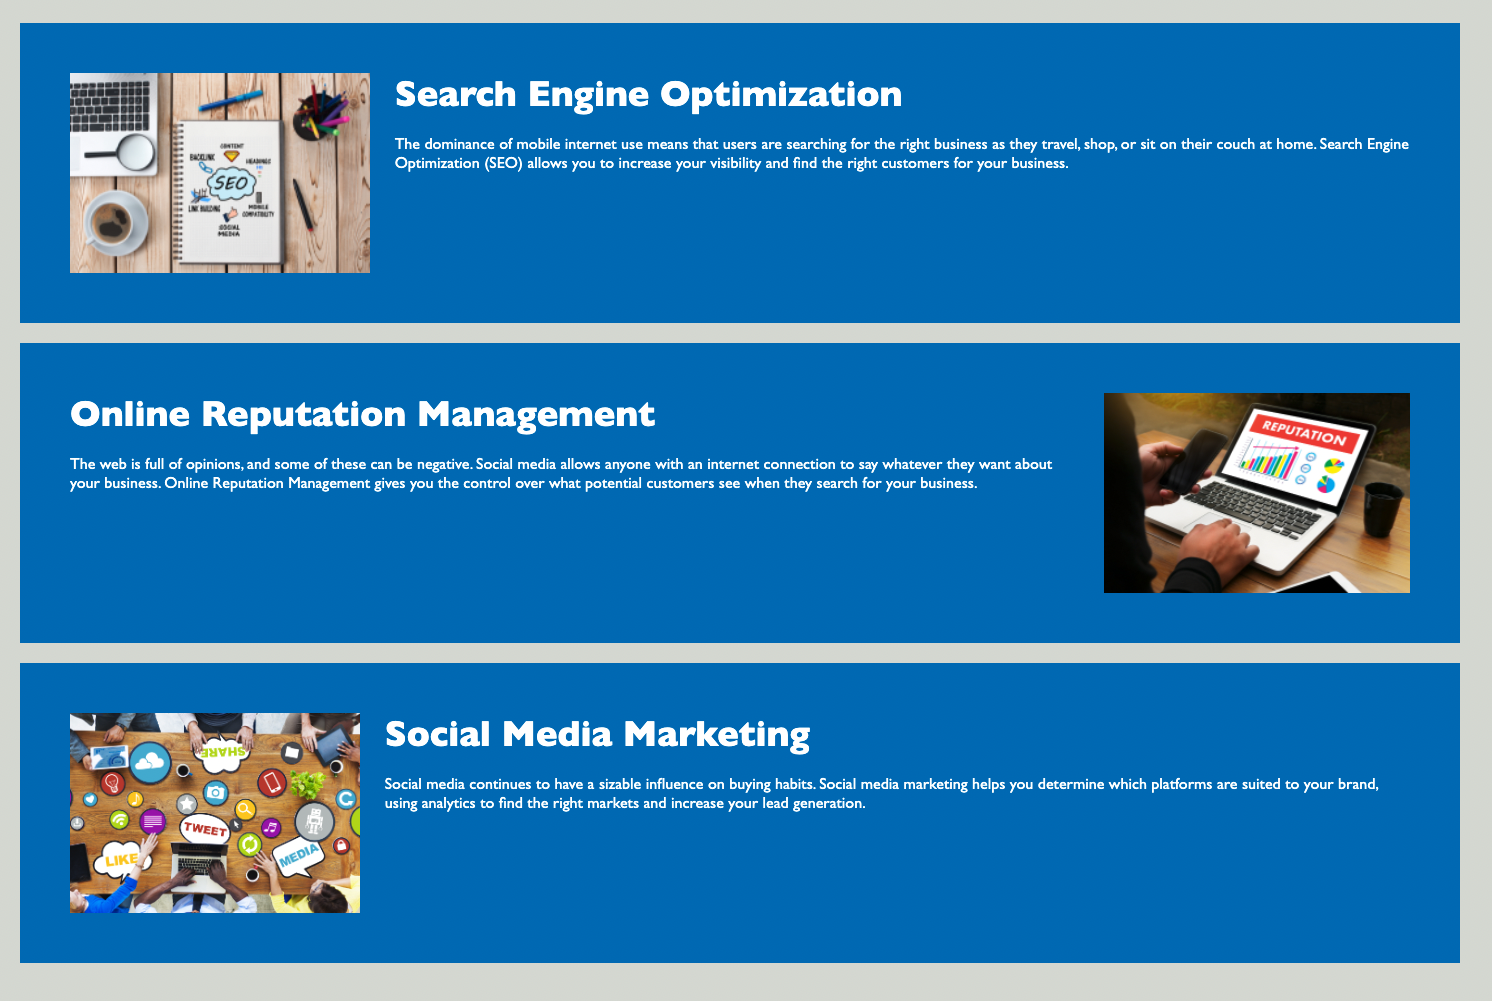 Search Engine Optimization
The dominance of mobile internet use means that users are searching for the right business as they travel, shop, or sit on their couch at home. Search Engine
Optimization (SEO) allows you to increase your visibility and find the right customers for your business.
CONTENT
BACKLINK
HEADINGS
SEO
LINK BUILDING
MOBILE
COMPATIBILITY
SOCIAL
MEDIA
Online Reputation Management
The web is full of opinions, and some of these can be negative. Social media allows anyone with an internet connection to say whatever they want about
your business. Online Reputation Management gives you the control over what potential customers see when they search for your business.
REPUTATION
Social Media Marketing
Social media continues to have a sizable influence on buying habits. Social media marketing helps you determine which platforms are suited to your brand,
using analytics to find the right markets and increase your lead generation.
SHARE
TWEET
LIKE
MEDIA